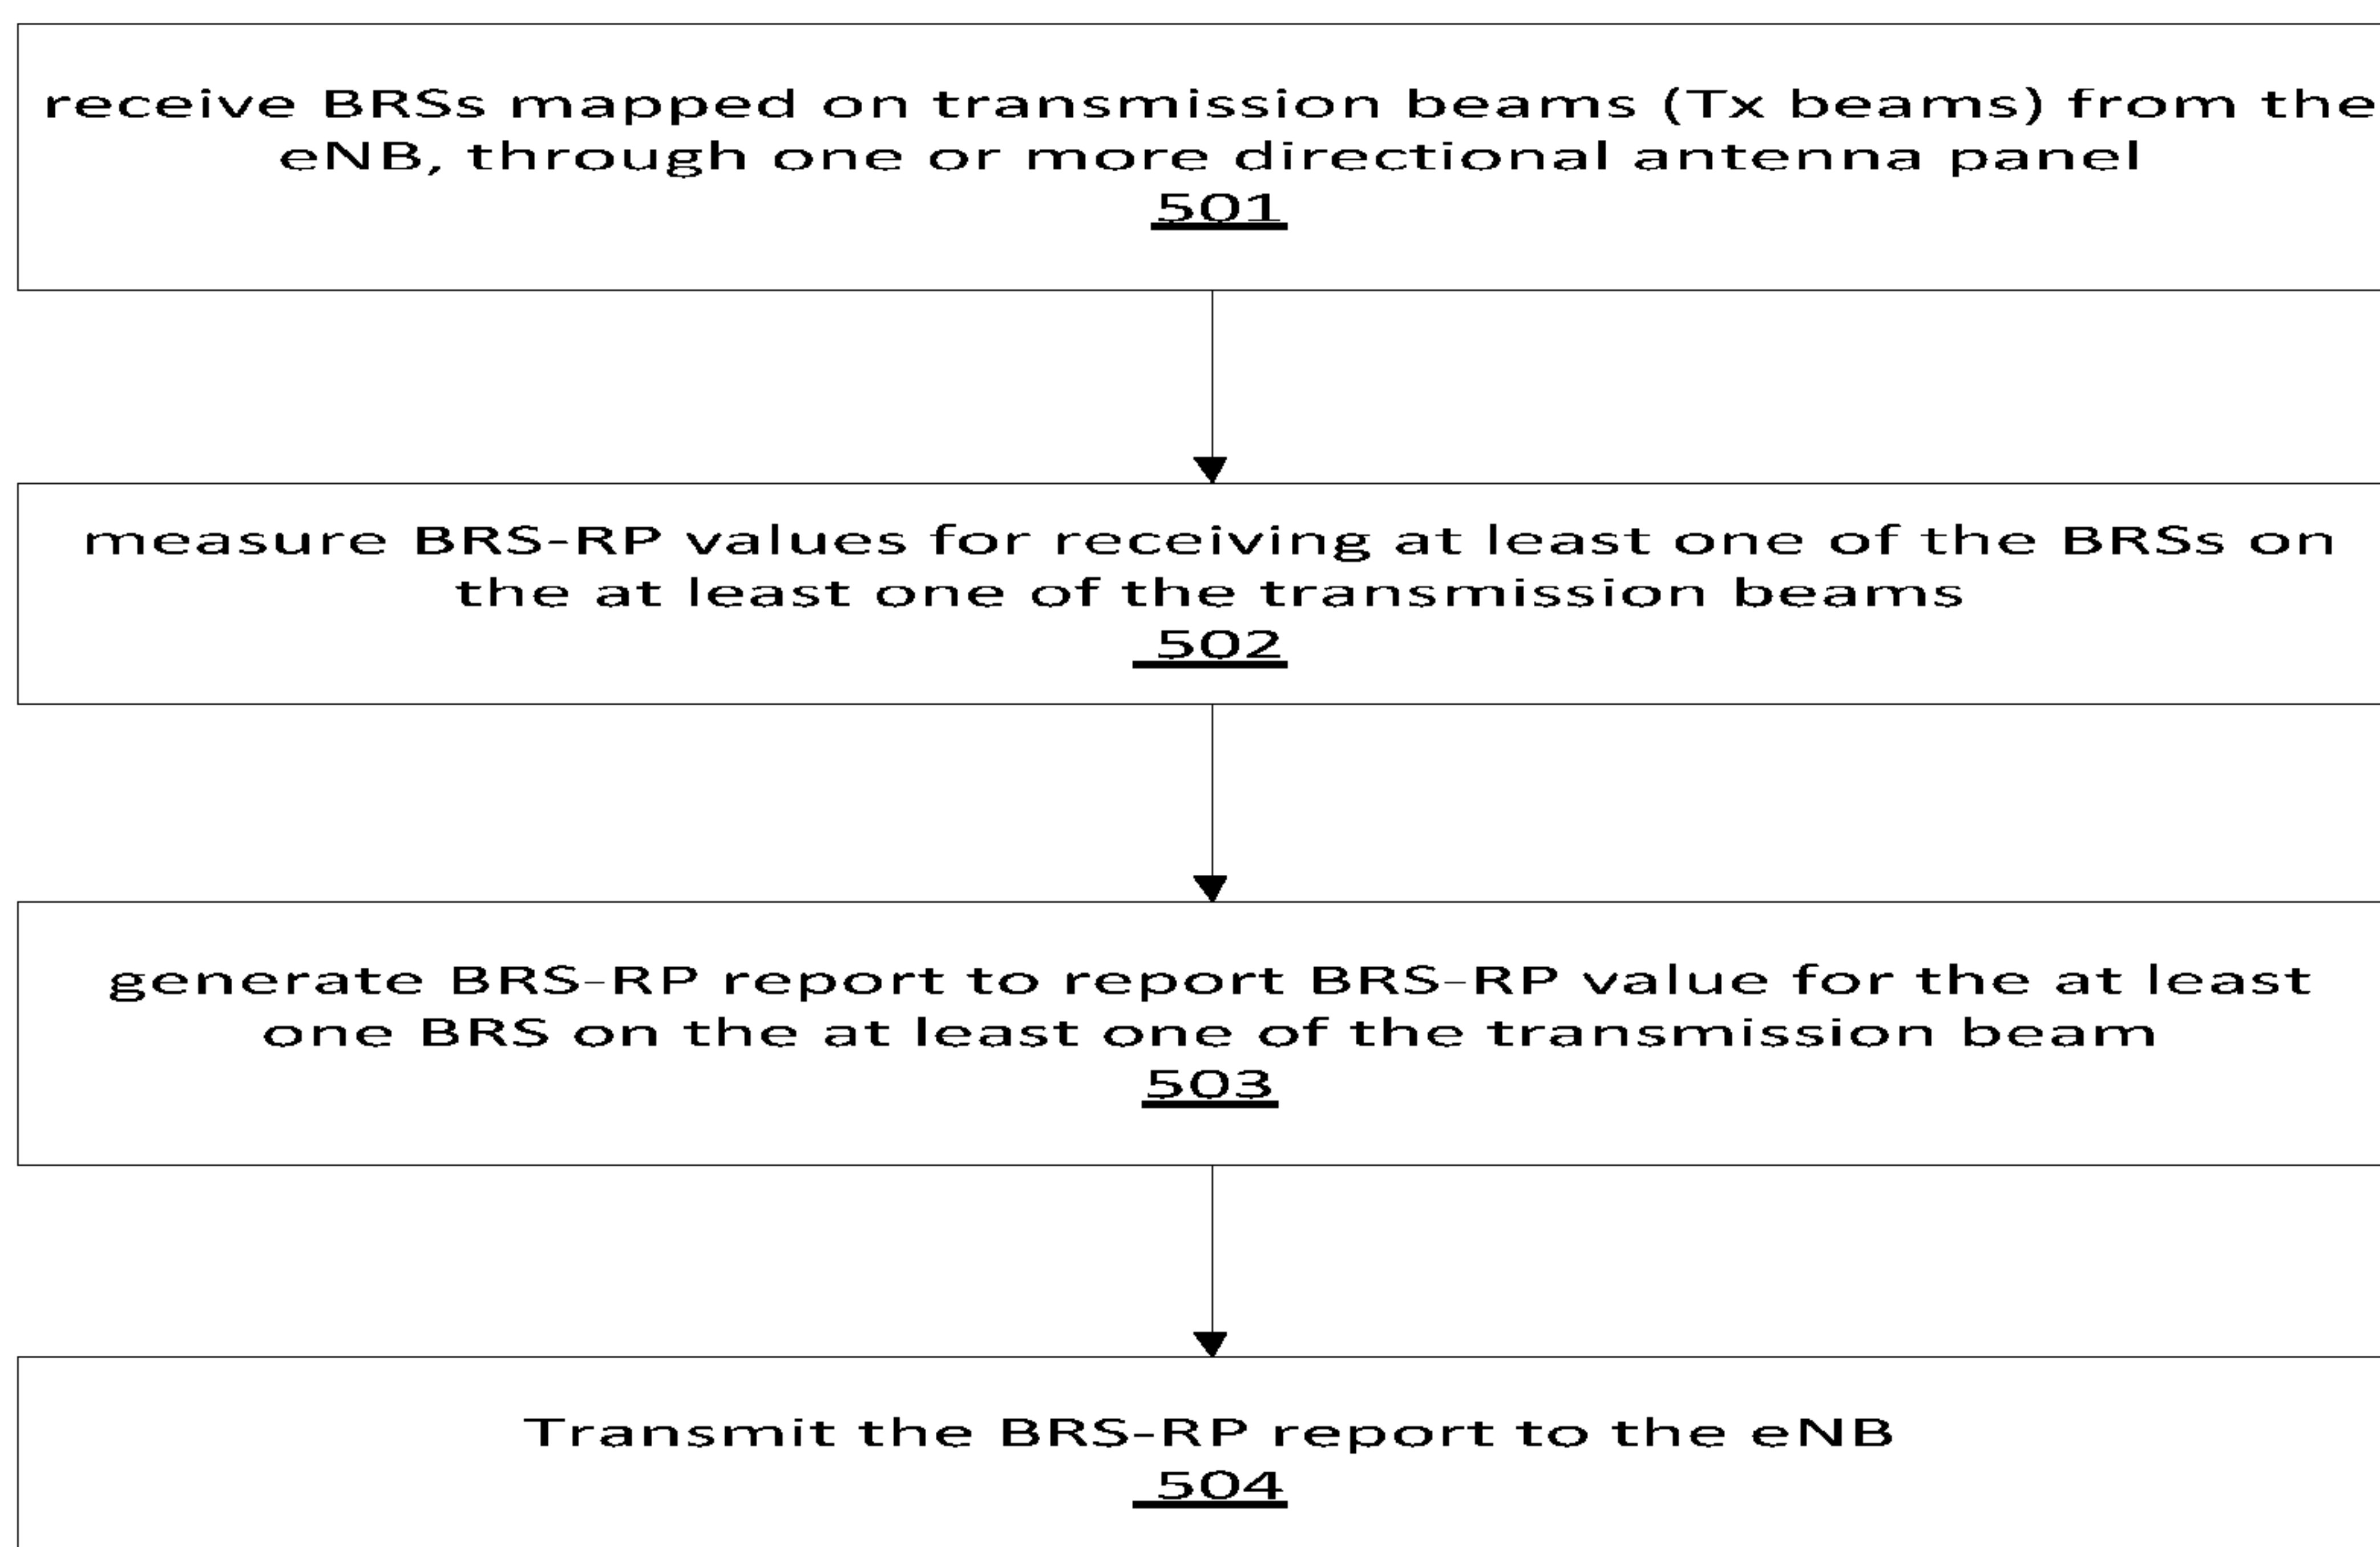 receive BRSs mapped on transmission beams (Tx beams) from the
eNB, through one or more directional antenna panel
501
measure BRS-RP values for receiving at least one of the BRSs on
the at least one of the transmission beams
502
generate BRS-RP report to report BRS-RP value for the at least
one BRS on the at least one of the transmission beam
503
Transmit the BRS-RP report to the eNB
504